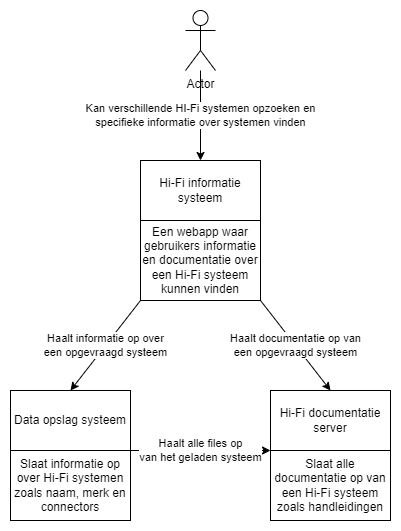 Actor
Kan verschillende HI-Fi systemen opzoeken en
specifieke informatie over systemen vinden
Hi-Fi informatie
systeem
Een webapp waar
gebruikers informatie
en documentatie over
een Hi-Fi systeem
kunnen vinden
Haalt informatie op over
een opgevraagd systeem
Haalt documentatie op van
een opgevraagd systeem
Data opslag systeem
Slaat informatie op
over Hi-Fi systemen
zoals naam, merk en
connectors
Haalt alle files op
van het geladen systeem
Hi-Fi documentatie
server
Slaat alle
documentatie op van
een Hi-Fi systeem
zoals handleidingen